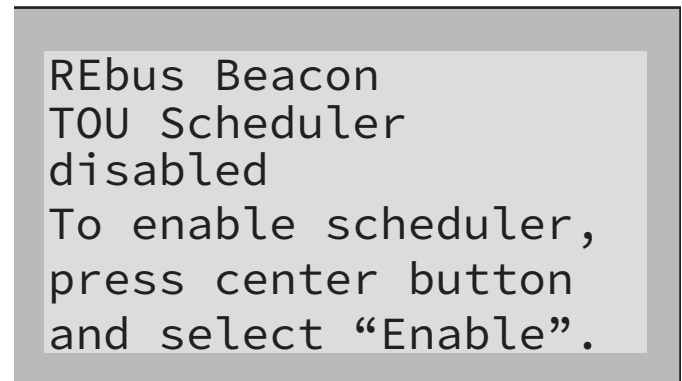 REbus Beacon
TOU Scheduler
disabled
To enable scheduler,
press center button
and select “Enable”.